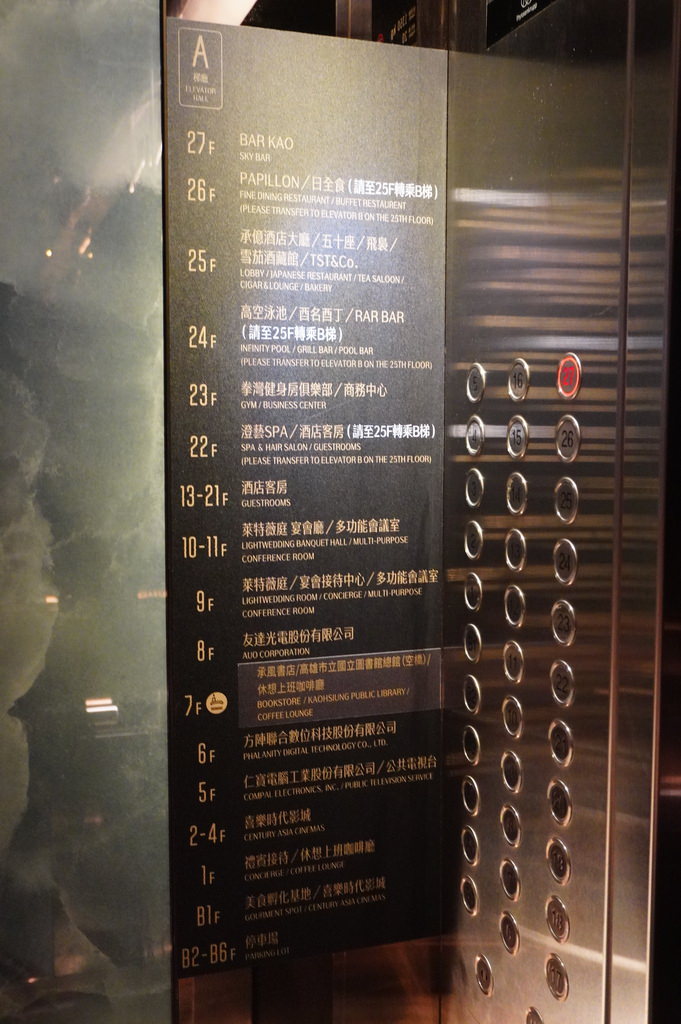 A
梯廳
ELEVATOR
HALL
27F
BAR KAO
SKY BAR
26F
PAPILLON／日全食 (請至25F轉乘B梯)
FINE DINING RESTAURANT / BUFFET RESTAURENT
(PLEASE TRANSFER TO ELEVATOR B ON THE 25TH FLOOR)
25F
承億酒店大廳／五十座／飛裊／
雪茄酒藏館／TST&Co.
LOBBY / JAPANESE RESTAURANT / TEA SALOON /
CIGAR & LOUNGE / BAKERY
24F
高空泳池／酉名酉丁／RAR BAR
(請至25F轉乘B梯)
INFINITY POOL / GRILL BAR / POOL BAR
(PLEASE TRANSFER TO ELEVATOR B ON THE 25TH FLOOR)
23F
拳灣健身房俱樂部／商務中心
GYM / BUSINESS CENTER
22F
澄藝SPA／酒店客房 (請至25F轉乘B梯)
SPA & HAIR SALON / GUESTROOMS
(PLEASE TRANSFER TO ELEVATOR B ON THE 25TH FLOOR)
13-21F
酒店客房
GUESTROOMS
10-11F
萊特薇庭 宴會廳／多功能會議室
LIGHTWEDDING BANQUET HALL / MULTI-PURPOSE
CONFERENCE ROOM
9F
萊特薇庭／宴會接待中心／多功能會議室
LIGHTWEDDING ROOM / CONCIERGE / MULTI-PURPOSE
CONFERENCE ROOM
8F
友達光電股份有限公司
AUO CORPORATION
7F
承風書店/高雄市立國立圖書館總館(空橋)/
休想上班咖啡廳
BOOKSTORE / KAOHSIUNG PUBLIC LIBRARY /
COFFEE LOUNGE
6F
方陣聯合數位科技股份有限公司
PHALANITY DIGITAL TECHNOLOGY CO., LTD.
5F
仁寶電腦工業股份有限公司／公共電視台
COMPAL ELECTRONICS, INC. / PUBLIC TELEVISION SERVICE
2-4F
喜樂時代影城
CENTURY ASIA CINEMAS
1F
禮賓接待／休想上班咖啡廳
CONCIERGE / COFFEE LOUNGE
B1F
美食孵化基地／喜樂時代影城
GOURMENT SPOT / CENTURY ASIA CINEMAS
B2-B6F
停車場
PARKING LOT
5 16 27
4 15 26
3 14 25
2 13 24
23
11 22
10 21